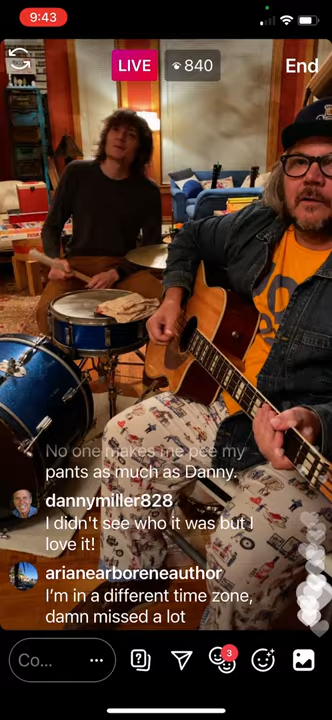 9:43
LIVE
840
End
No one makes me pee my
pants as much as Danny.
dannymiller828
I didn't see who it was but I
love it!
arianearboreneauthor
I'm in a different time zone,
damn missed a lot
Co...
3